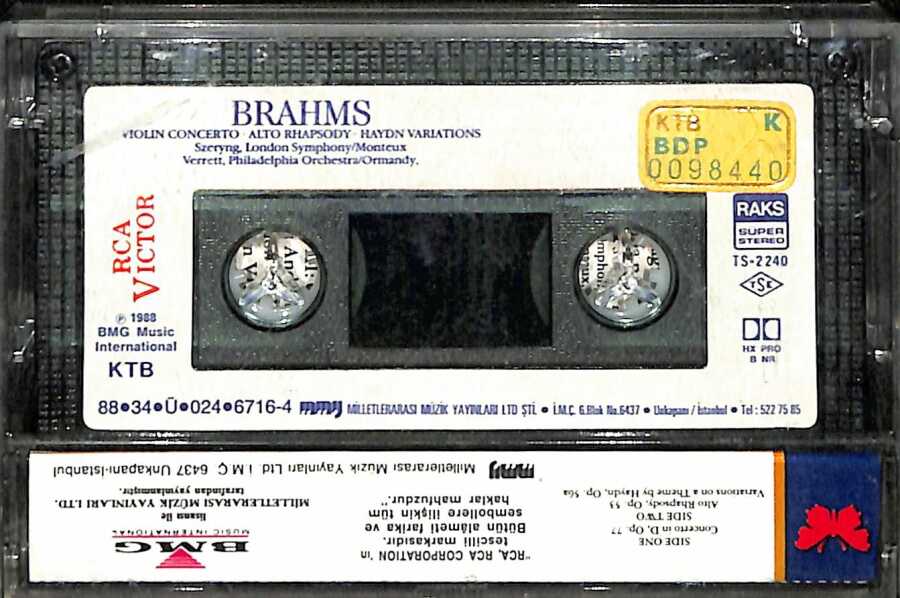 BRAHMS
VIOLIN CONCERTO · ALTO RHAPSODY · HAYDN VARIATIONS
Szeryng, London Symphony/Monteux
Verrett, Philadelphia Orchestra/Ormandy.
KTB K
BDP
0098440
RCA
VICTOR
RAKS
SUPER
STEREO
TS-2240
TSE
HX PRO
B NR
℗ 1988
BMG Music
International
KTB
88•34•Ü•024•6716-4 MMY MİLLETLERARASI MÜZİK YAYINLARI LTD ŞTİ. • İ.M.Ç. 6.Blok No.6437 • Unkapanı / İstanbul • Tel: 522 75 85
SIDE ONE
Concerto in D, Op. 77
SIDE TWO
Alto Rhapsody, Op. 53
Variations on a Theme by Haydn, Op. 56a
"RCA, RCA CORPORATION 'ın
tescilli markasıdır.
Bütün alâmeti farika ve
sembollere ilişkin tüm
haklar mahfuzdur."
MMY Milletlerarası Müzik Yayınları Ltd İ M Ç 6437 Unkapanı-İstanbul
BMG
MUSIC INTERNATIONAL
lisansı ile
MİLLETLERARASI MÜZİK YAYINLARI LTD.
tarafından yayınlanmıştır.